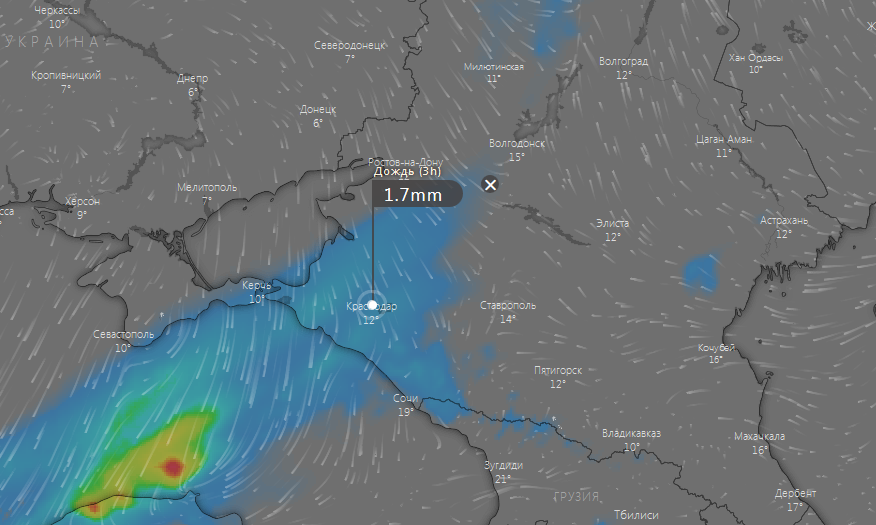 Черкассы
10°
УКРАИНА
Северодонецк
7°
Милютинская
11°
Волгоград
12°
Хан Ордасы
10°
Ж
Кропивницкий
7°
Днепр
6°
Донецк
6°
Цаган Аман
11°
Волгодонск
15°
Ростов-на-Дону
Дождь (3h)
1.7mm
Мелитополь
7°
Херсон
9°
сса
Элиста
12°
Астрахань
12°
Керчь
10°
Краснодар
12°
Ставрополь
14°
Севастополь
10°
Кочубей
16°
Пятигорск
12°
Сочи
19°
Владикавказ
10°
Махачкала
16°
Зугдиди
21°
ГРУЗИЯ
Дербент
17°
Тбилиси